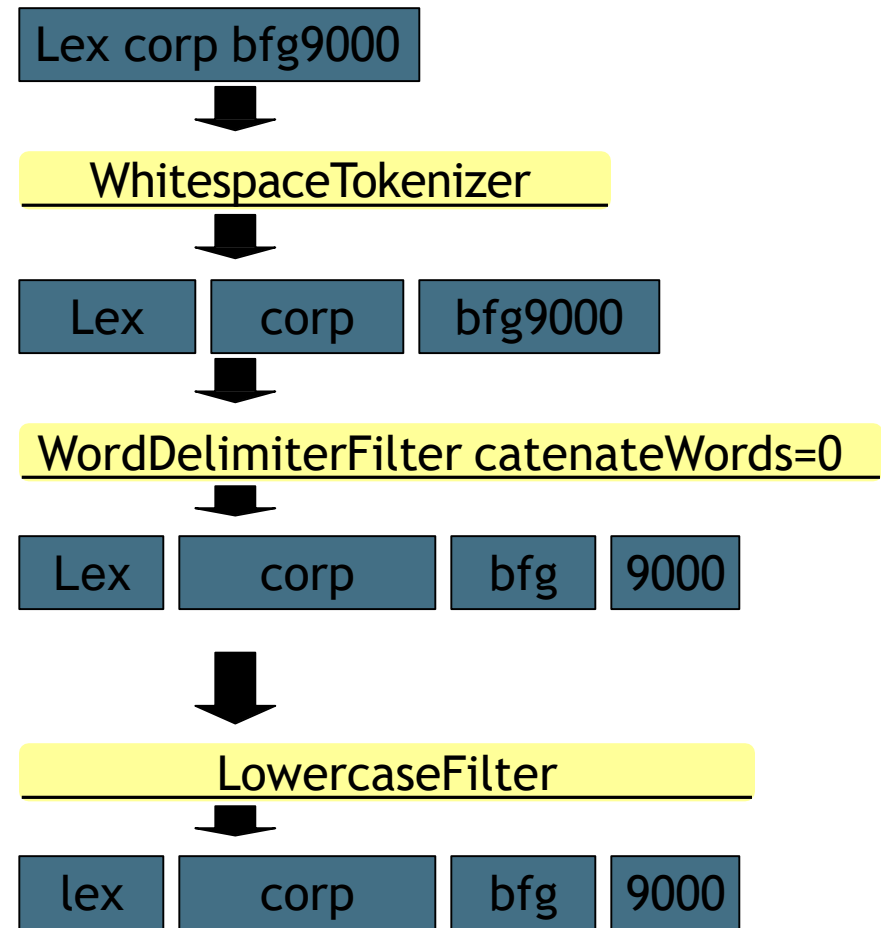 Lex corp bfg9000
WhitespaceTokenizer
Lex corp bfg9000
WordDelimiterFilter catenateWords=0
Lex corp bfg 9000
LowercaseFilter
lex corp bfg 9000